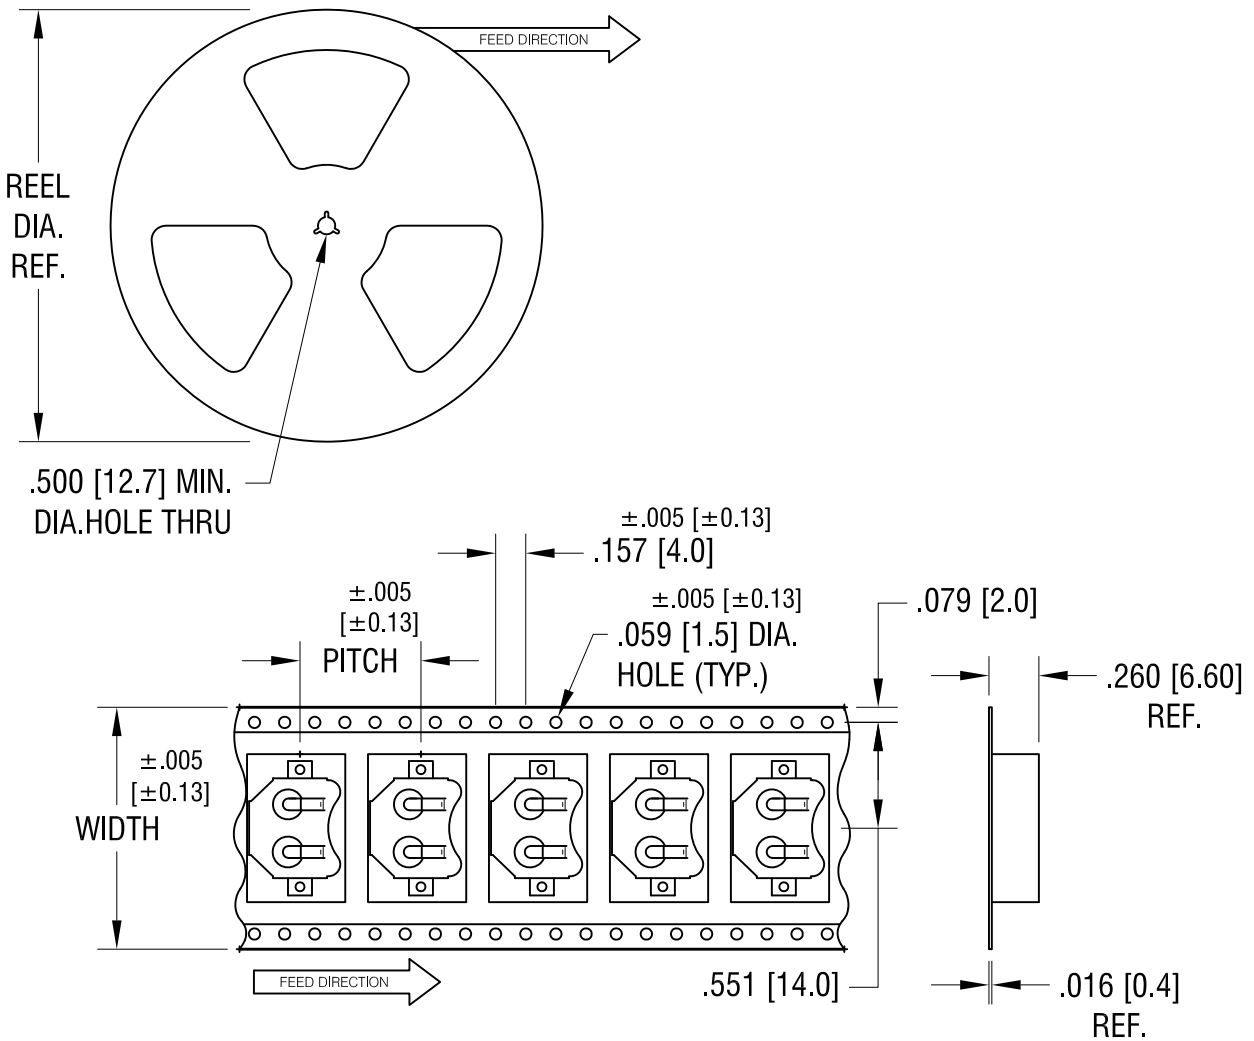 FEED DIRECTION
REEL
DIA.
REF.
.500 [12.7] MIN.
DIA.HOLE THRU
±.005 [±0.13]
.157 [4.0]
±.005
[±0.13]
PITCH
±.005 [±0.13]
.059 [1.5] DIA.
HOLE (TYP.)
.079 [2.0]
.260 [6.60]
REF.
±.005
[±0.13]
WIDTH
FEED DIRECTION
.551 [14.0]
.016 [0.4]
REF.